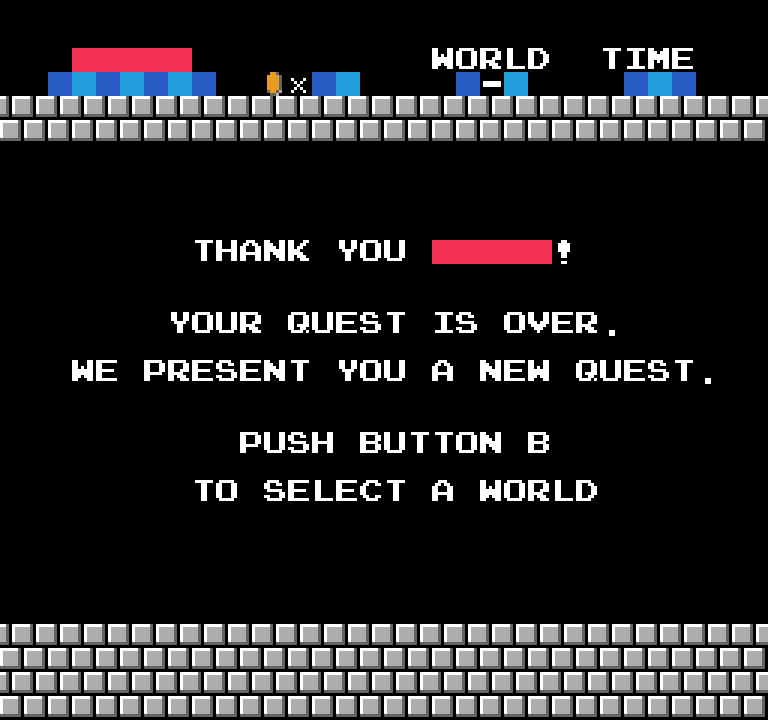 WORLD TIME
× -
THANK YOU !
YOUR QUEST IS OVER.
WE PRESENT YOU A NEW QUEST.
PUSH BUTTON B
TO SELECT A WORLD